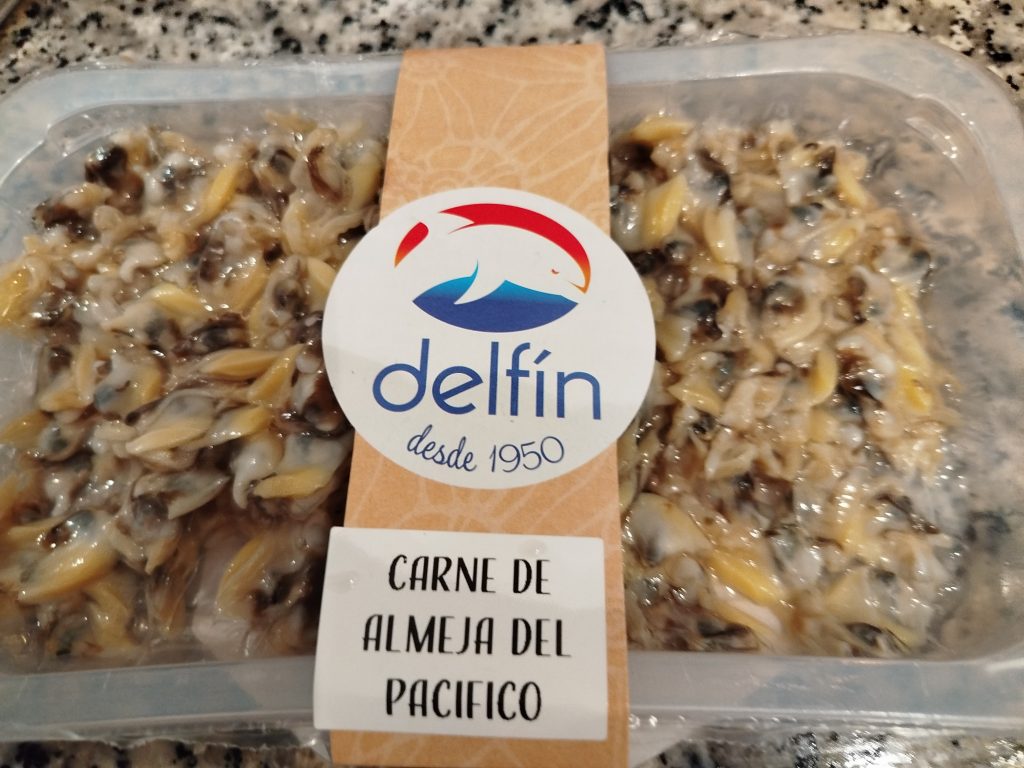 delfín
desde 1950
CARNE DE
ALMEJA DEL
PACIFICO